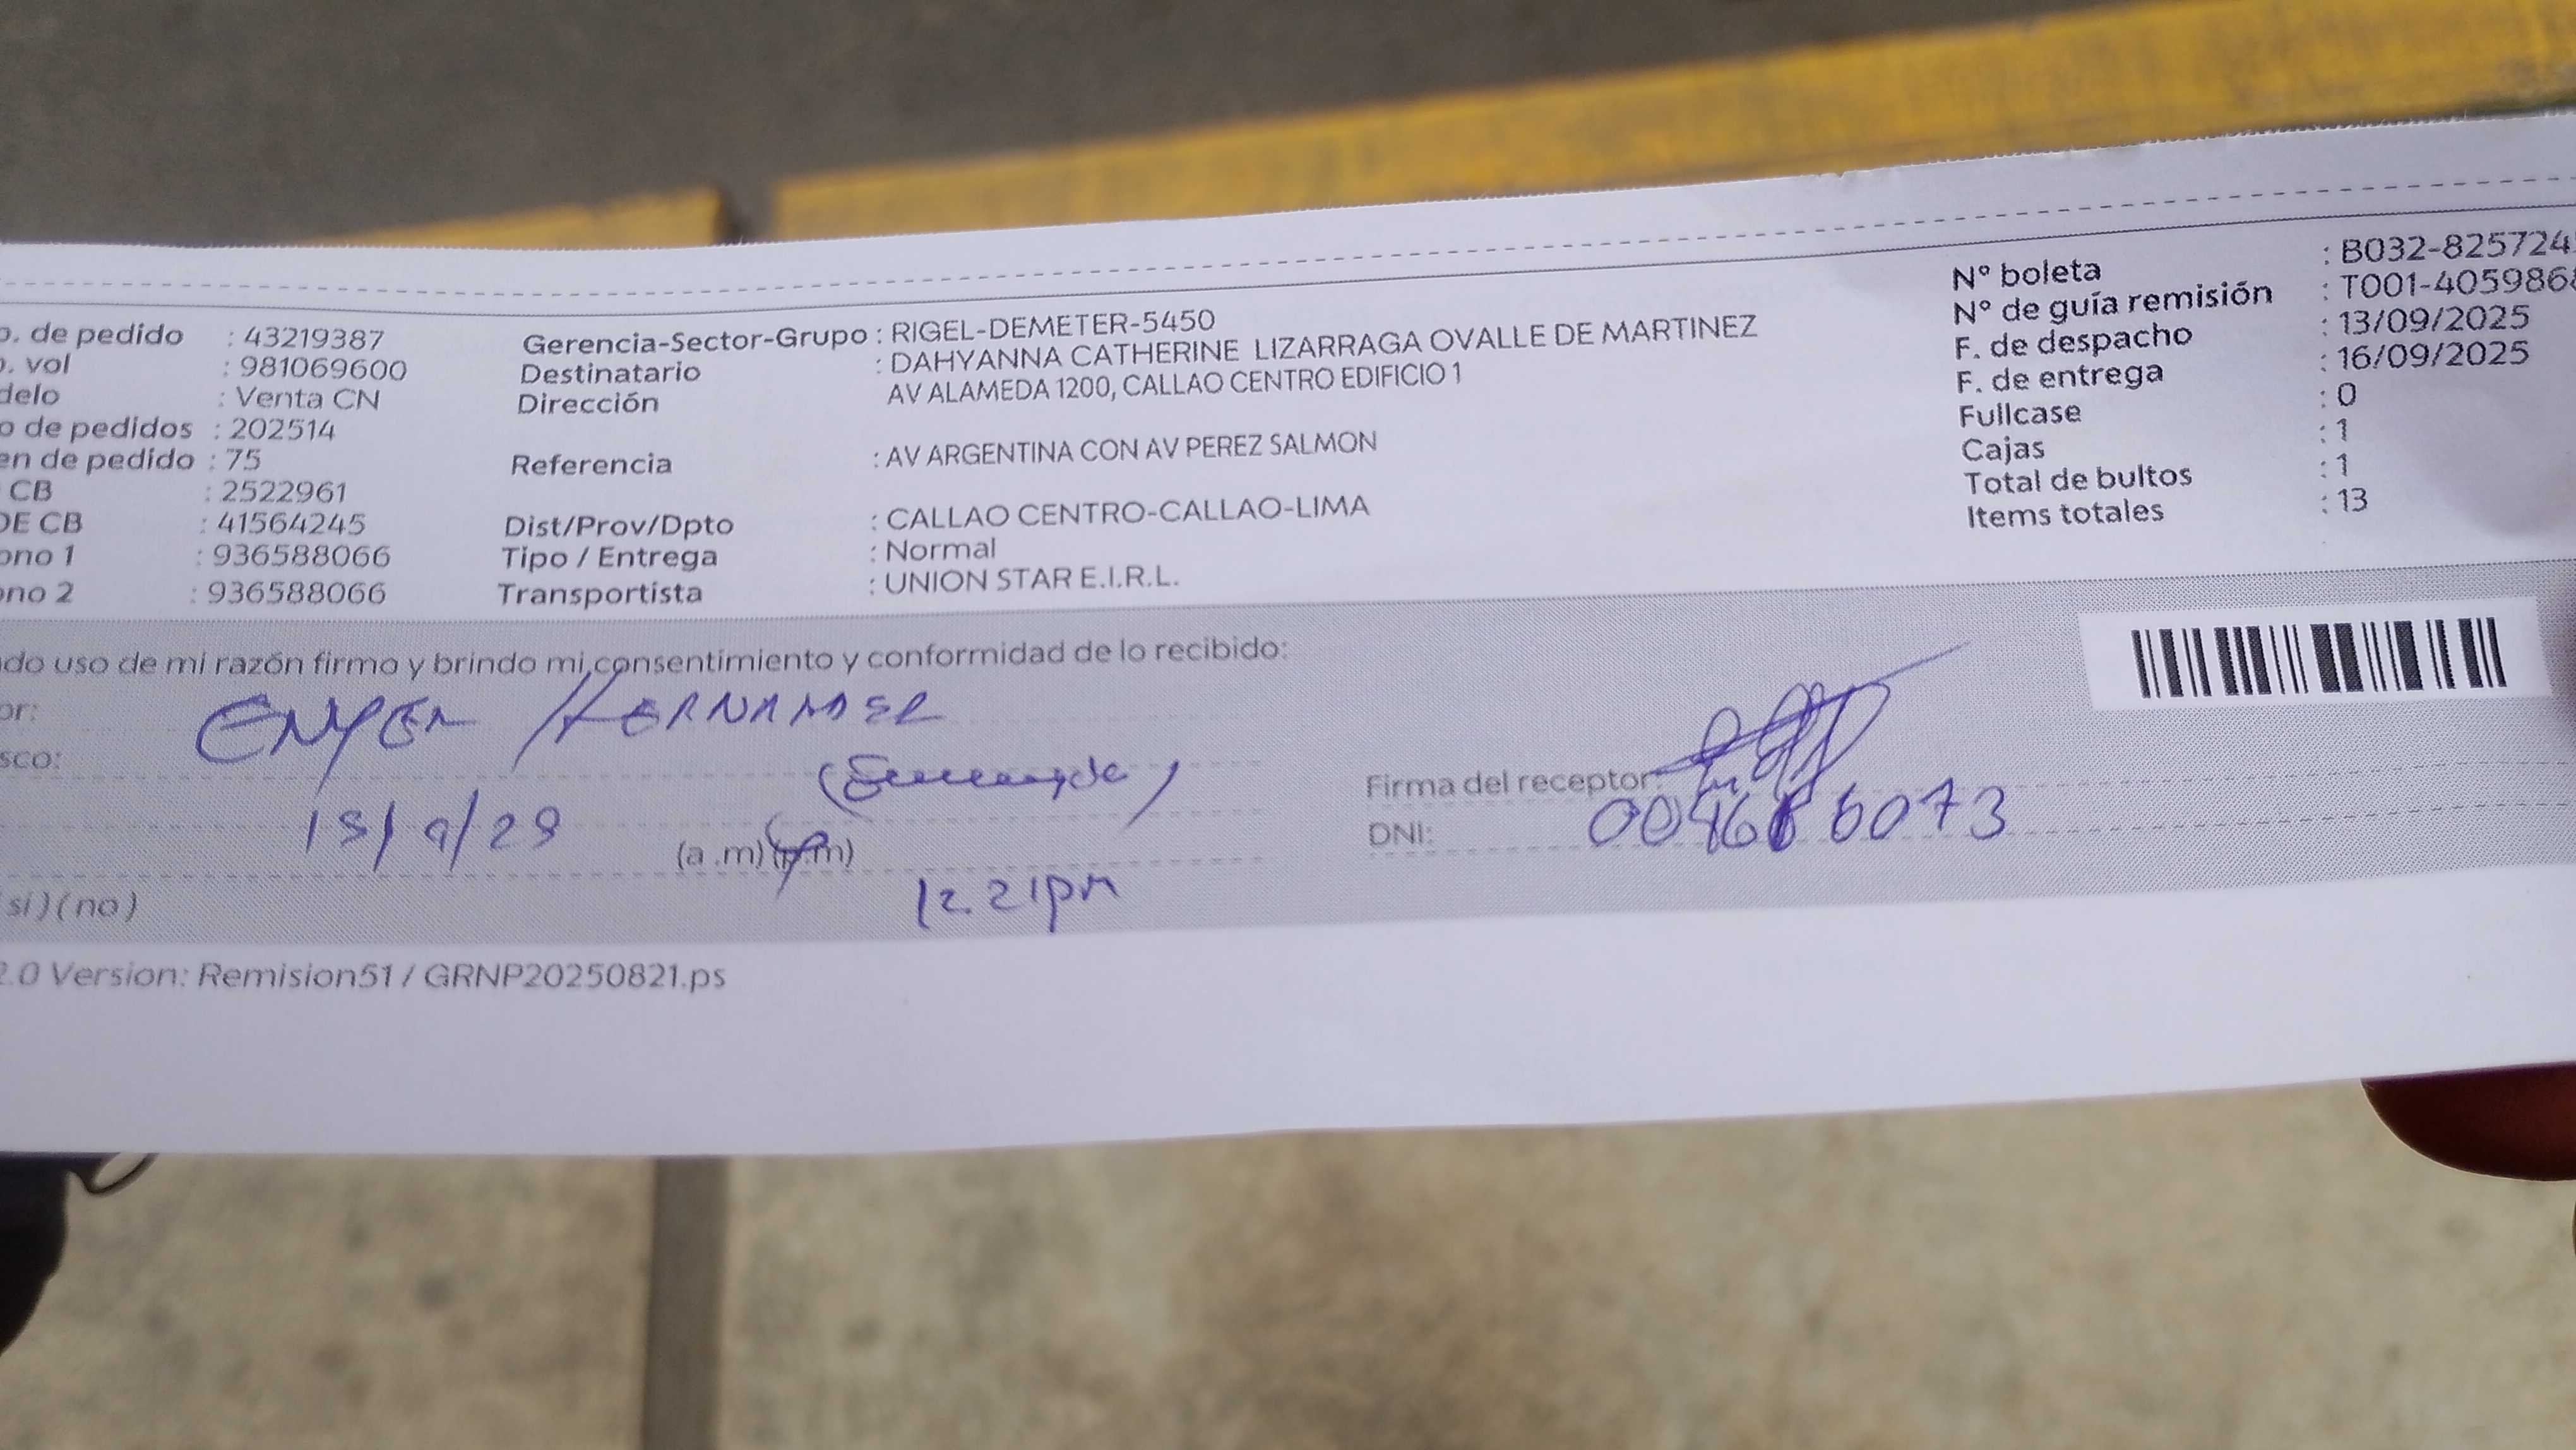 o. de pedido : 43219387
o. vol : 981069600
delo : Venta CN
o de pedidos : 202514
en de pedido : 75
CB : 2522961
DE CB : 41564245
ono 1 : 936588066
ono 2 : 936588066
Gerencia-Sector-Grupo : RIGEL-DEMETER-5450
Destinatario : DAHYANNA CATHERINE LIZARRAGA OVALLE DE MARTINEZ
Dirección AV ALAMEDA 1200, CALLAO CENTRO EDIFICIO 1
Referencia : AV ARGENTINA CON AV PEREZ SALMON
Dist/Prov/Dpto : CALLAO CENTRO-CALLAO-LIMA
Tipo / Entrega : Normal
Transportista : UNION STAR E.I.R.L.
N° boleta : B032-825724
N° de guía remisión : T001-405986
F. de despacho : 13/09/2025
F. de entrega : 16/09/2025
Fullcase : 0
Cajas : 1
Total de bultos : 1
Items totales : 13
do uso de mi razón firmo y brindo mi consentimiento y conformidad de lo recibido:
or: HERNANDEZ
sco:
(a .m) (p.m)
12 21pm
si ) ( no )
Firma del receptor:
DNI:
2.0 Version: Remision51 / GRNP20250821.ps